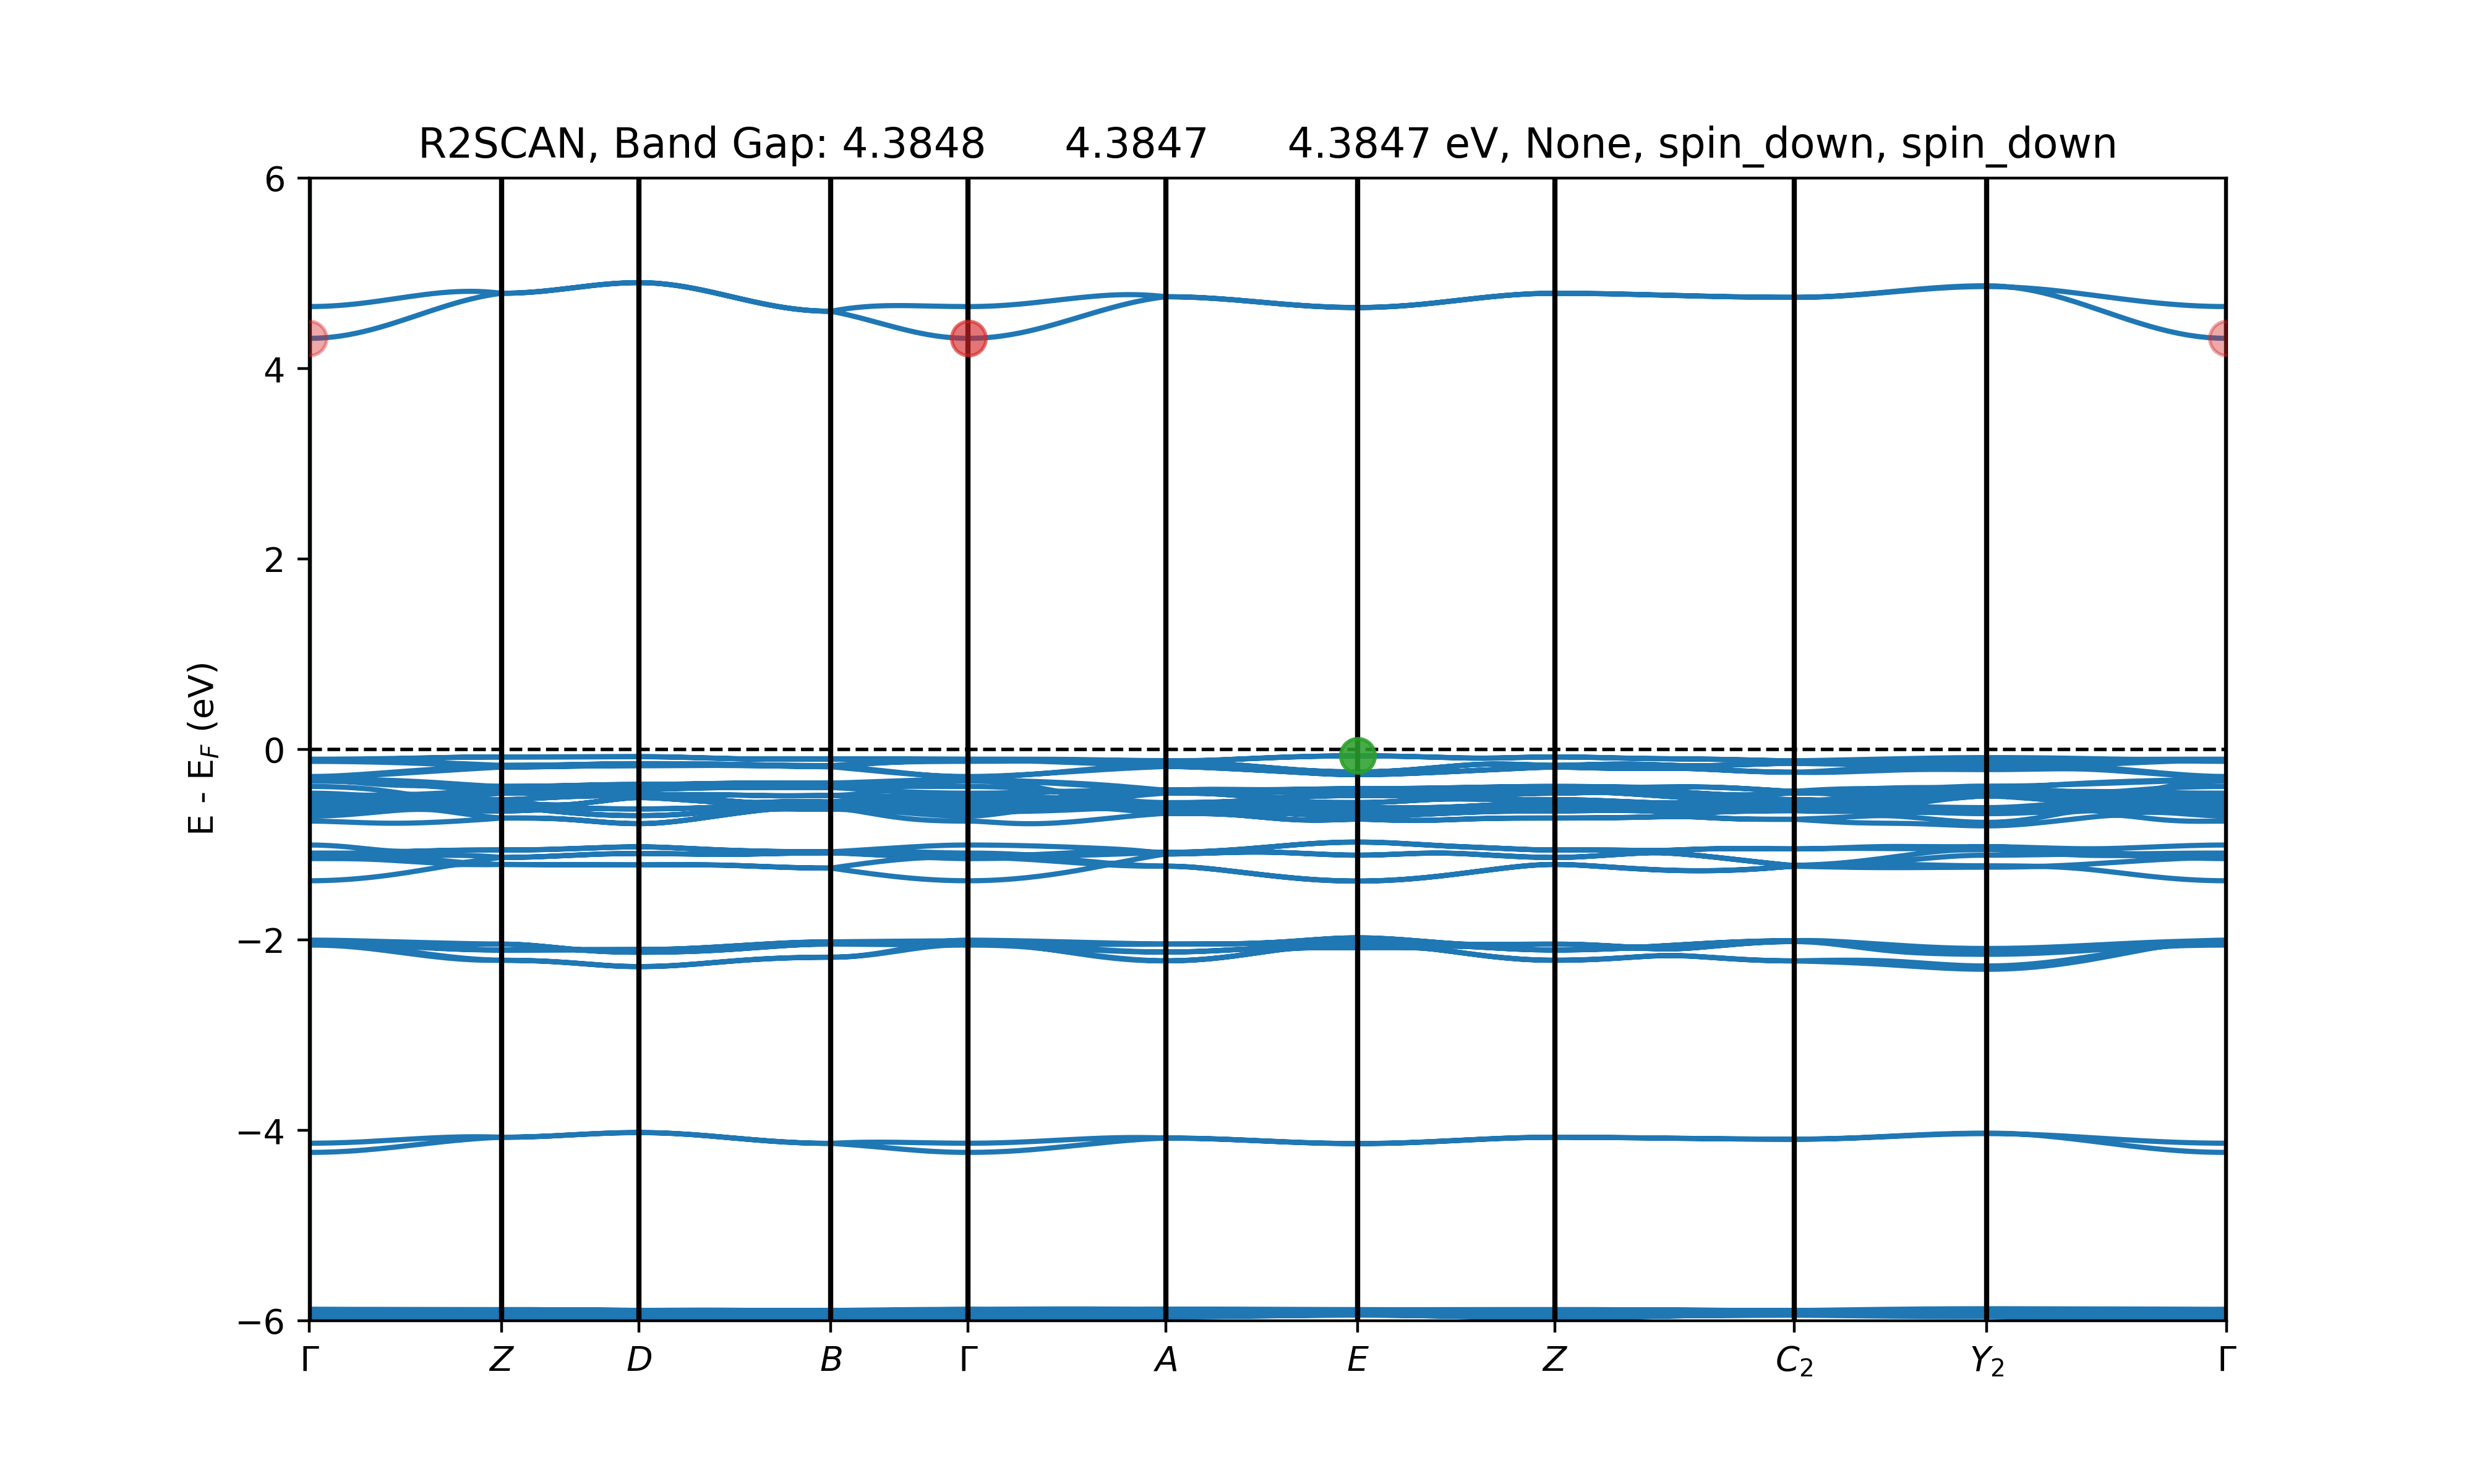 R2SCAN, Band Gap: 4.3848 4.3847 4.3847 eV, None, spin_down, spin_down
6
4
2
0
−2
−4
−6
E - E_F (eV)
Γ Z D B Γ A E Z C₂ Y₂ Γ